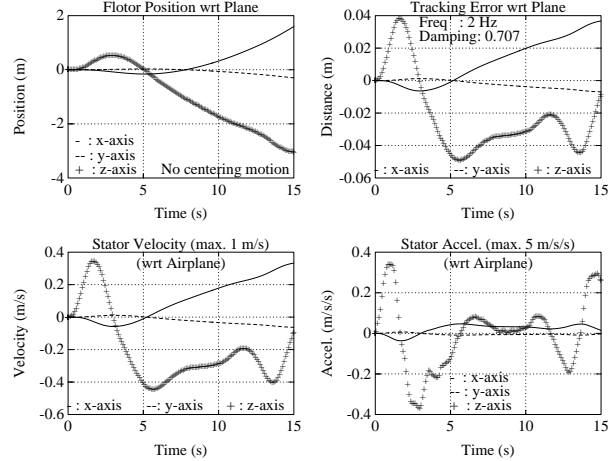 Flotor Position wrt Plane
Position (m)
4
2
0
-2
-4
- : x-axis
-- : y-axis
+ : z-axis
No centering motion
0 5 10 15
Time (s)
Tracking Error wrt Plane
Freq : 2 Hz
Damping: 0.707
Distance (m)
0.04
0.02
0
-0.02
-0.04
-0.06
- : x-axis --: y-axis + : z-axis
0 5 10 15
Time (s)
Stator Velocity (max. 1 m/s)
(wrt Airplane)
Velocity (m/s)
0.4
0.2
0
-0.2
-0.4
-0.6
- : x-axis --: y-axis + : z-axis
0 5 10 15
Time (s)
Stator Accel. (max. 5 m/s/s)
(wrt Airplane)
Accel. (m/s/s)
0.4
0.2
0
-0.2
-0.4
- : x-axis
-- : y-axis
+ : z-axis
0 5 10 15
Time (s)